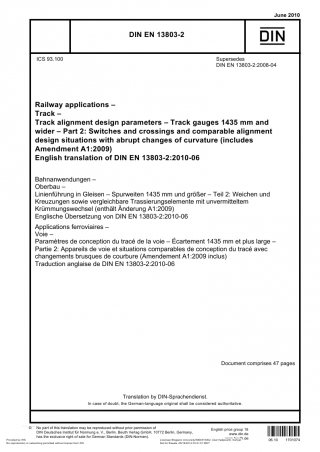 June 2010
DIN EN 13803-2
DIN
ICS 93.100
Supersedes
DIN EN 13803-2:2008-04
Railway applications –
Track –
Track alignment design parameters – Track gauges 1435 mm and
wider – Part 2: Switches and crossings and comparable alignment
design situations with abrupt changes of curvature (includes
Amendment A1:2009)
English translation of DIN EN 13803-2:2010-06
Bahnanwendungen –
Oberbau –
Linienführung in Gleisen – Spurweiten 1435 mm und größer – Teil 2: Weichen und
Kreuzungen sowie vergleichbare Trassierungselemente mit unvermitteltem
Krümmungswechsel (enthält Änderung A1:2009)
Englische Übersetzung von DIN EN 13803-2:2010-06
Applications ferroviaires –
Voie –
Paramètres de conception du tracé de la voie – Écartement 1435 mm et plus large –
Partie 2: Appareils de voie et situations comparables de conception du tracé avec
changements brusques de courbure (Amendement A1:2009 inclus)
Traduction anglaise de DIN EN 13803-2:2010-06
Document comprises 47 pages
Translation by DIN-Sprachendienst.
In case of doubt, the German-language original shall be considered authoritative.
© No part of this translation may be reproduced without prior permission of
DIN Deutsches Institut für Normung e. V., Berlin. Beuth Verlag GmbH, 10772 Berlin, Germany,
has the exclusive right of sale for German Standards (DIN-Normen).
English price group 18
www.din.de